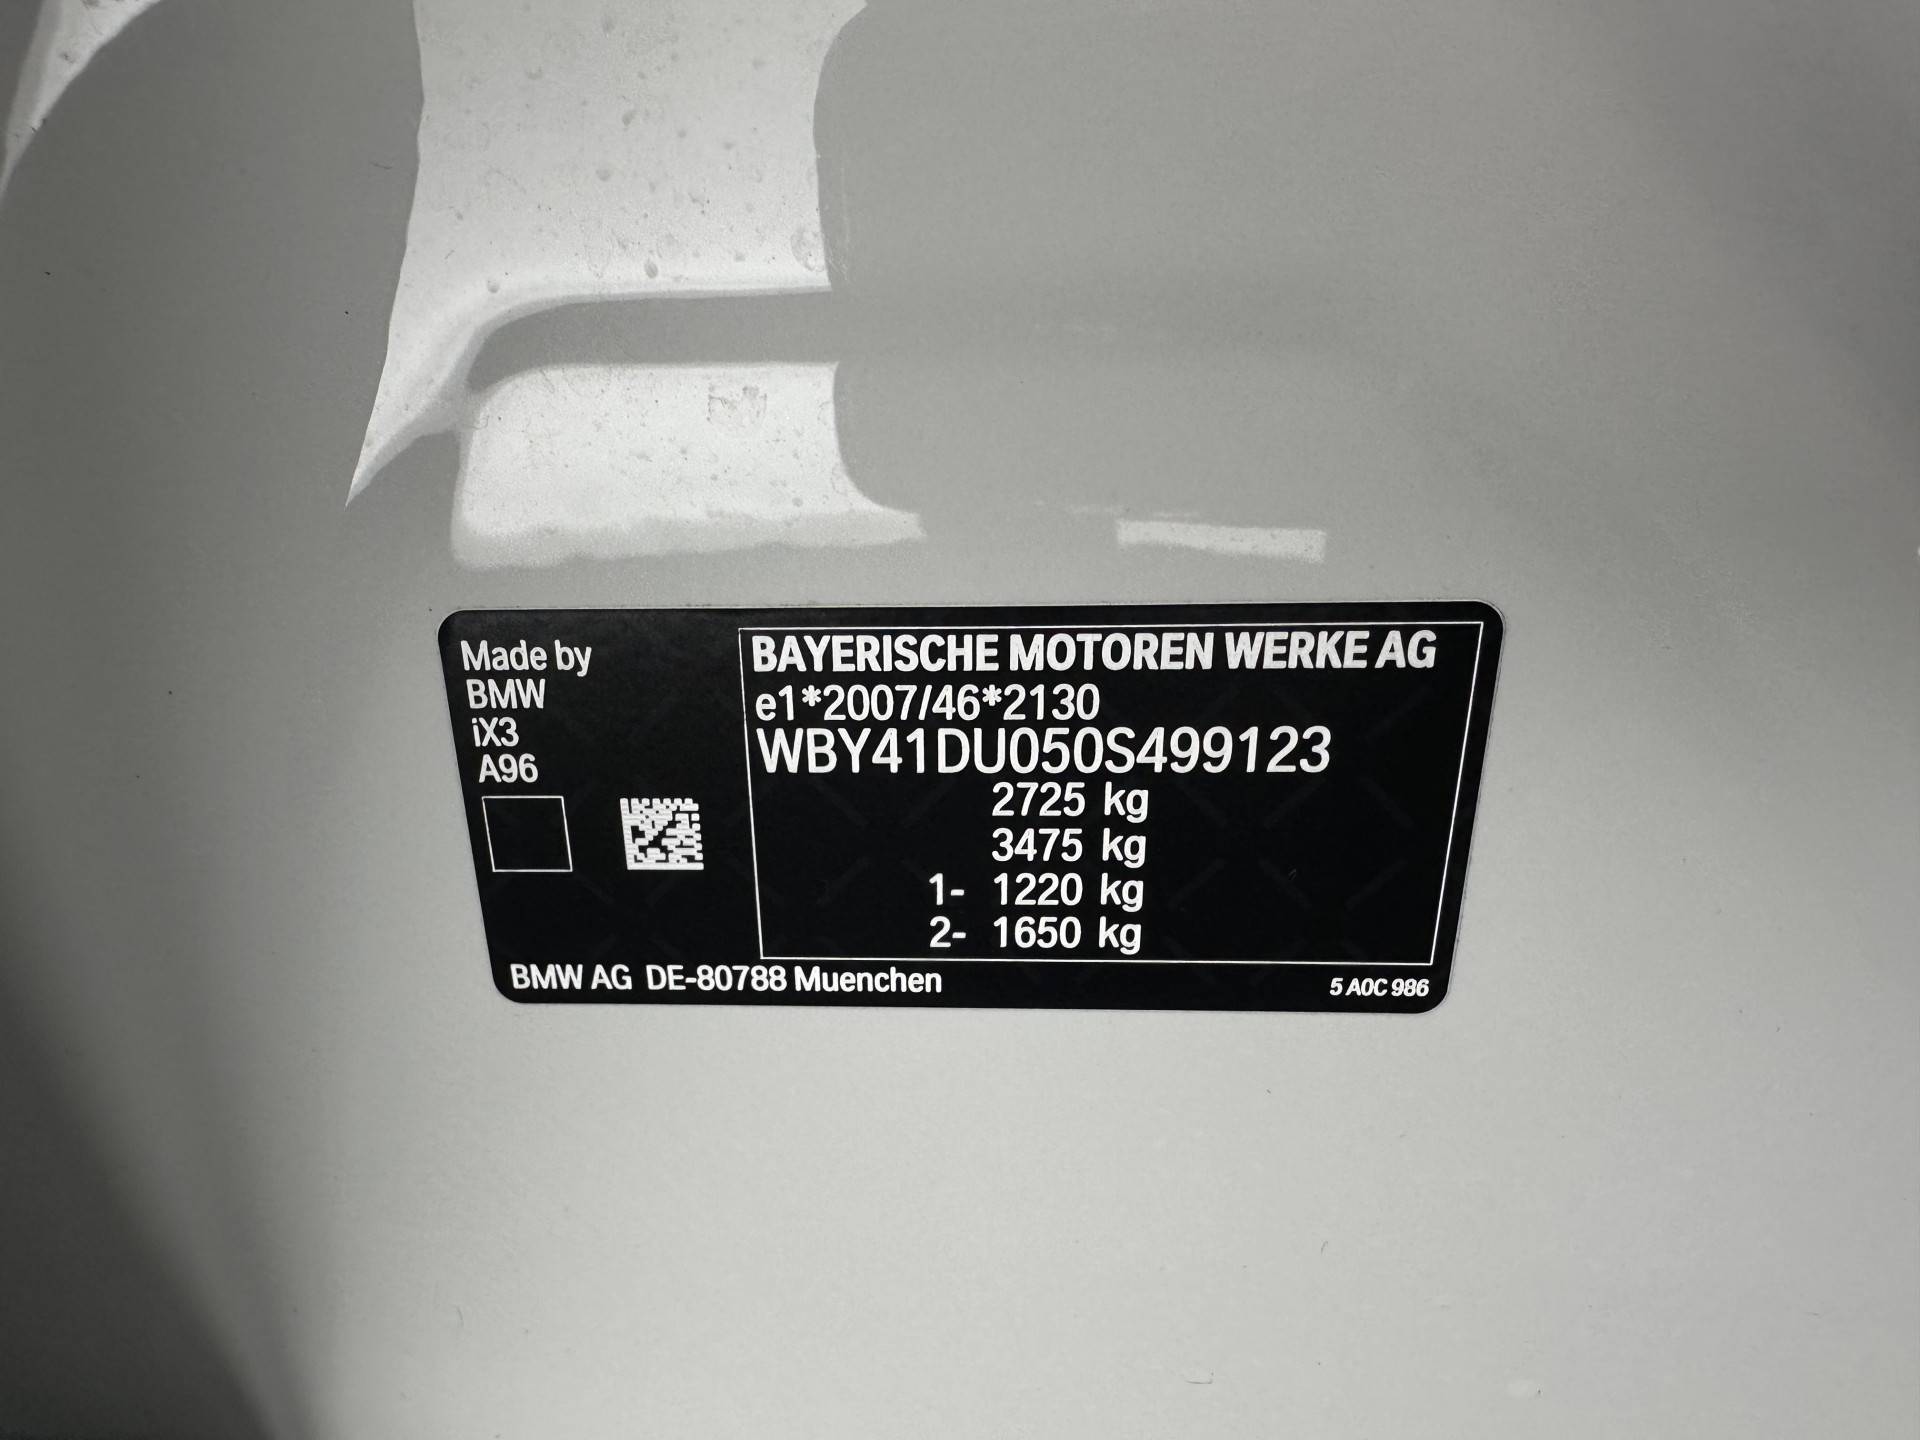 Made by
BMW
iX3
A96
BAYERISCHE MOTOREN WERKE AG
e1*2007/46*2130
WBY41DU050S499123
2725 kg
3475 kg
1- 1220 kg
2- 1650 kg
BMW AG DE-80788 Muenchen
5 A0C 986